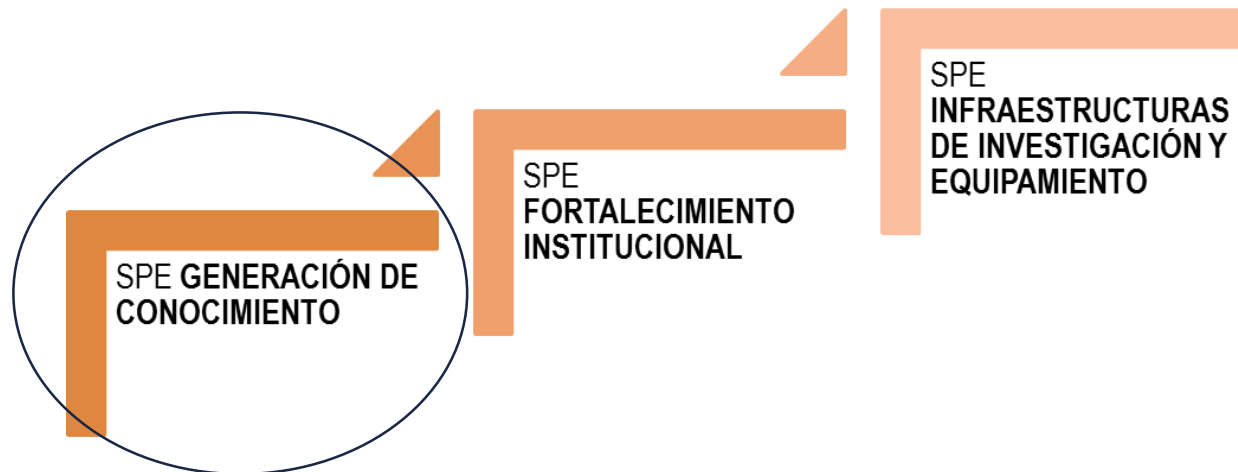 SPE GENERACIÓN DE
CONOCIMIENTO
SPE
FORTALECIMIENTO
INSTITUCIONAL
SPE
INFRAESTRUCTURAS
DE INVESTIGACIÓN Y
EQUIPAMIENTO